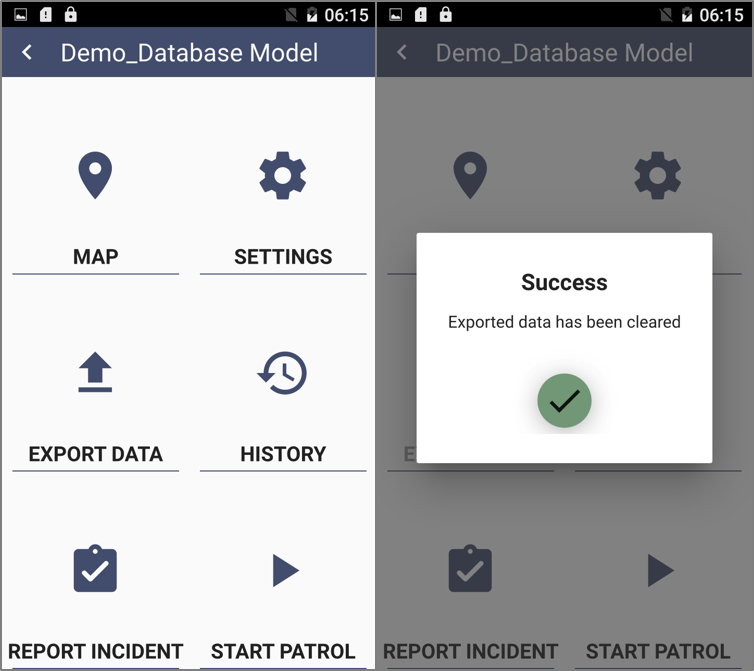 06:15
Demo_Database Model
MAP
SETTINGS
EXPORT DATA
HISTORY
REPORT INCIDENT
START PATROL
06:15
Demo_Database Model
Success
Exported data has been cleared
E
REPORT INCIDENT
START PATROL